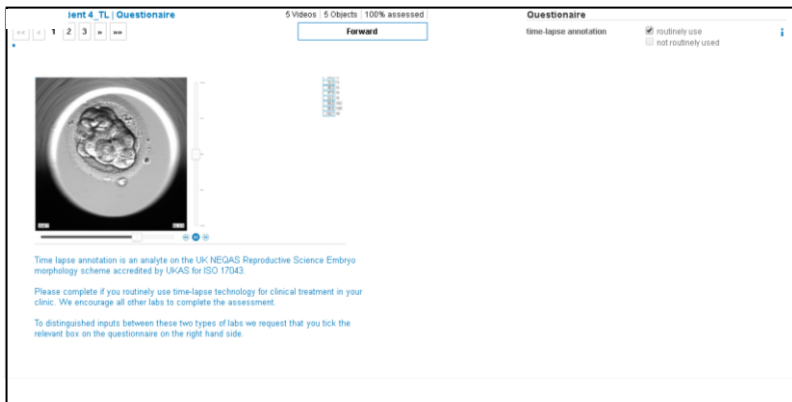 ient 4_TL | Questionaire
5 Videos | 5 Objects | 100% assessed
Questionaire
<< < 1 2 3 » »»
Forward
time-lapse annotation
routinely use
not routinely used
i
Time lapse annotation is an analyte on the UK NEQAS Reproductive Science Embryo
morphology scheme accredited by UKAS for ISO 17043.
Please complete if you routinely use time-lapse technology for clinical treatment in your
clinic. We encourage all other labs to complete the assessment.
To distinguished inputs between these two types of labs we request that you tick the
relevant box on the questionnaire on the right hand side.